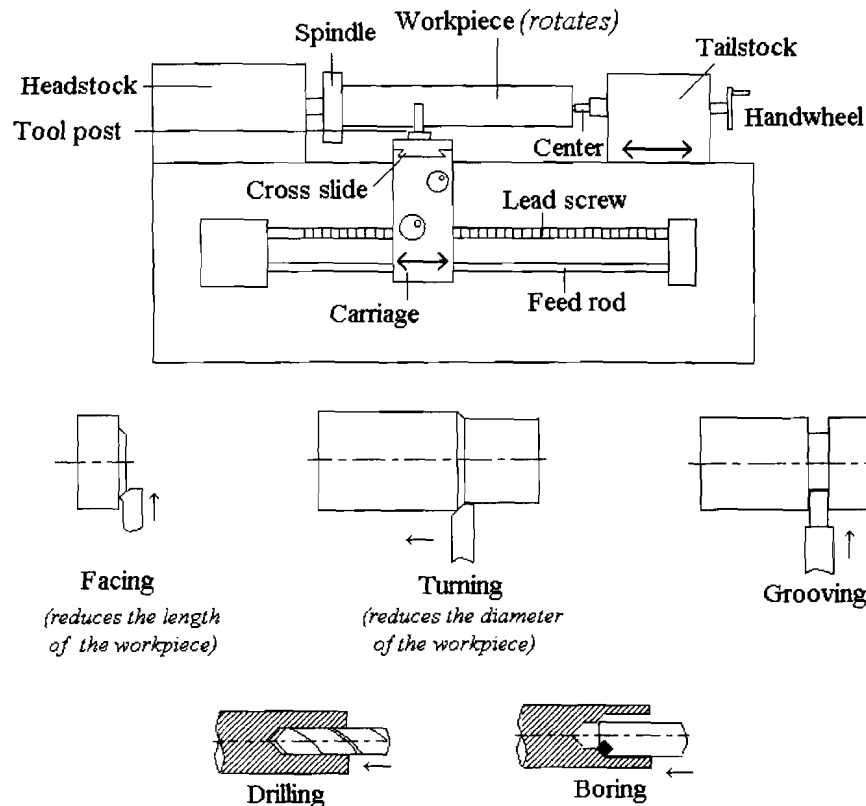 Workpiece (rotates)
Spindle
Tailstock
Headstock
Tool post
Center
Handwheel
Cross slide
Lead screw
Carriage
Feed rod
Facing
(reduces the length
of the workpiece)
Turning
(reduces the diameter
of the workpiece)
Grooving
Drilling
Boring